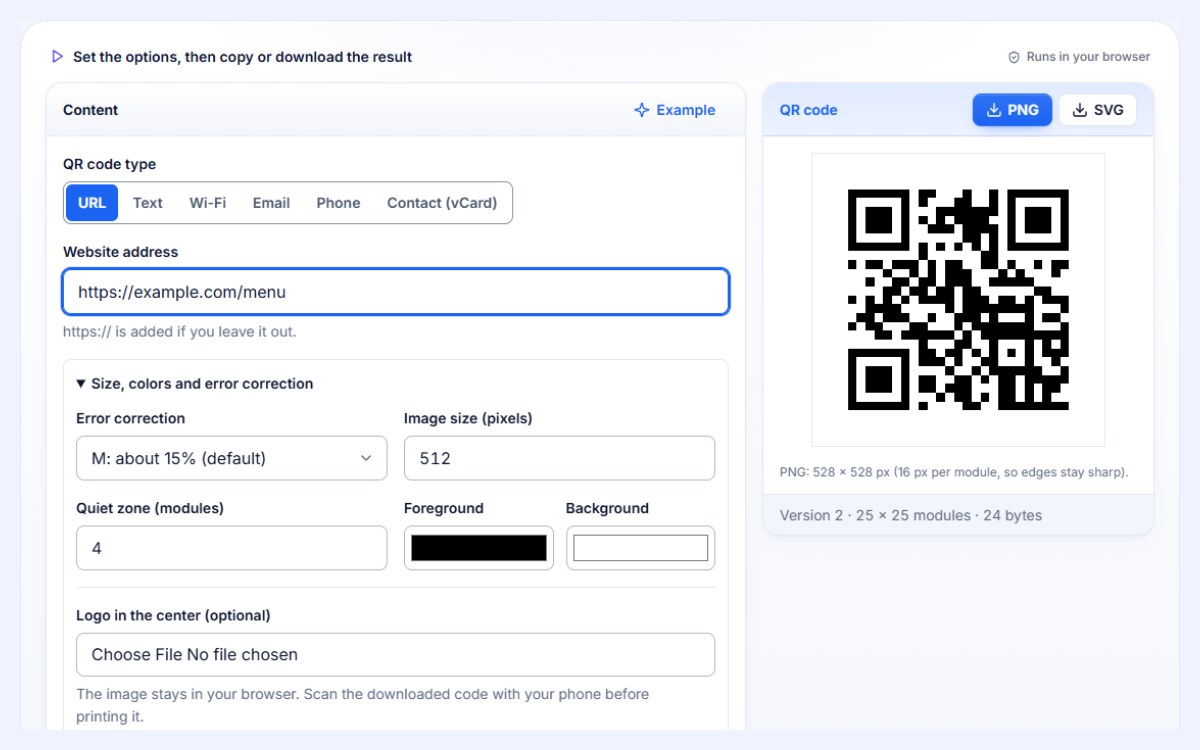 Set the options, then copy or download the result
Runs in your browser
Content
Example
QR code type
URL
Text
Wi-Fi
Email
Phone
Contact (vCard)
Website address
https://example.com/menu
https:// is added if you leave it out.
▼ Size, colors and error correction
Error correction
Image size (pixels)
M: about 15% (default)
512
Quiet zone (modules)
Foreground
Background
4
Logo in the center (optional)
Choose File No file chosen
The image stays in your browser. Scan the downloaded code with your phone before
printing it.
QR code
PNG
SVG
PNG: 528 × 528 px (16 px per module, so edges stay sharp).
Version 2 · 25 × 25 modules · 24 bytes